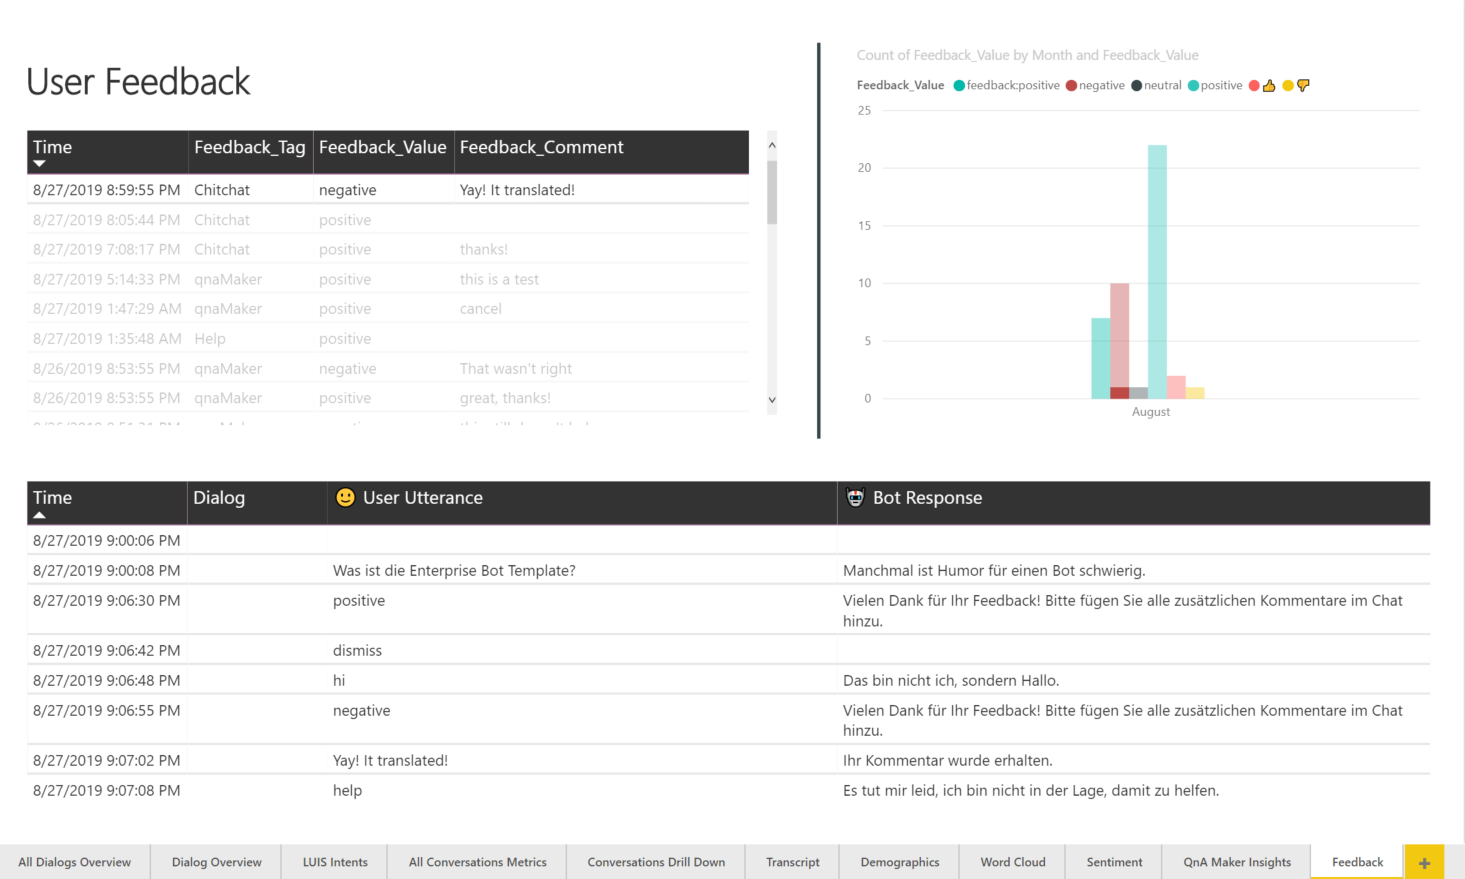 User Feedback
Time Feedback_Tag Feedback_Value Feedback_Comment
8/27/2019 8:59:55 PM Chitchat negative Yay! It translated!
8/27/2019 8:05:44 PM Chitchat positive
8/27/2019 7:08:17 PM Chitchat positive thanks!
8/27/2019 5:14:33 PM qnaMaker positive this is a test
8/27/2019 1:47:29 AM qnaMaker positive cancel
8/27/2019 1:35:48 AM Help positive
8/26/2019 8:53:55 PM qnaMaker negative That wasn't right
8/26/2019 8:53:55 PM qnaMaker positive great, thanks!
Count of Feedback_Value by Month and Feedback_Value
Feedback_Value feedback:positive negative neutral positive 👍 👎
25
20
15
10
5
0
August
Time Dialog 🙂 User Utterance 🤖 Bot Response
8/27/2019 9:00:06 PM
8/27/2019 9:00:08 PM Was ist die Enterprise Bot Template? Manchmal ist Humor für einen Bot schwierig.
8/27/2019 9:06:30 PM positive Vielen Dank für Ihr Feedback! Bitte fügen Sie alle zusätzlichen Kommentare im Chat
hinzu.
8/27/2019 9:06:42 PM dismiss
8/27/2019 9:06:48 PM hi Das bin nicht ich, sondern Hallo.
8/27/2019 9:06:55 PM negative Vielen Dank für Ihr Feedback! Bitte fügen Sie alle zusätzlichen Kommentare im Chat
hinzu.
8/27/2019 9:07:02 PM Yay! It translated! Ihr Kommentar wurde erhalten.
8/27/2019 9:07:08 PM help Es tut mir leid, ich bin nicht in der Lage, damit zu helfen.
All Dialogs Overview Dialog Overview LUIS Intents All Conversations Metrics Conversations Drill Down Transcript Demographics Word Cloud Sentiment QnA Maker Insights Feedback +